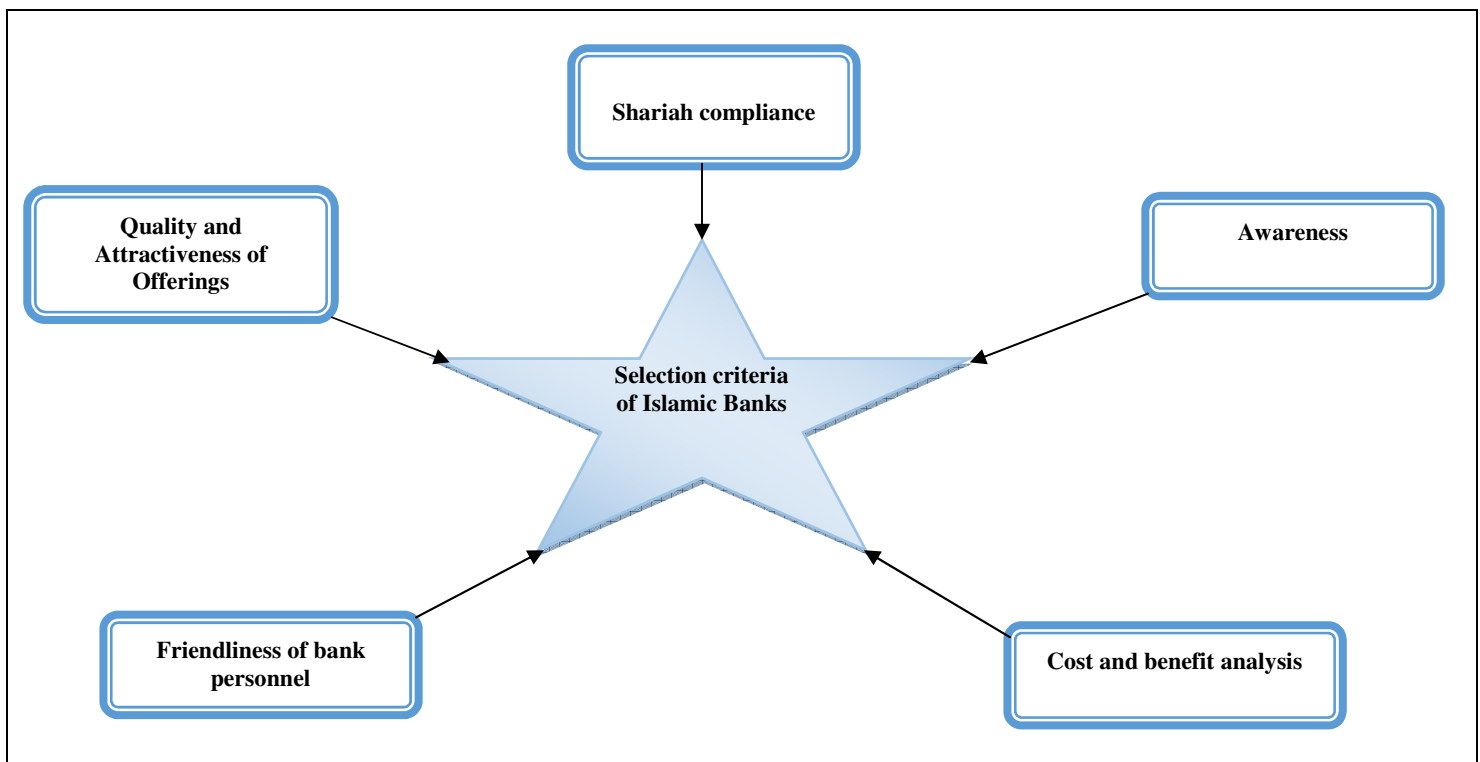 Shariah compliance
Quality and
Attractiveness of
Offerings
Awareness
Selection criteria
of Islamic Banks
Friendliness of bank
personnel
Cost and benefit analysis